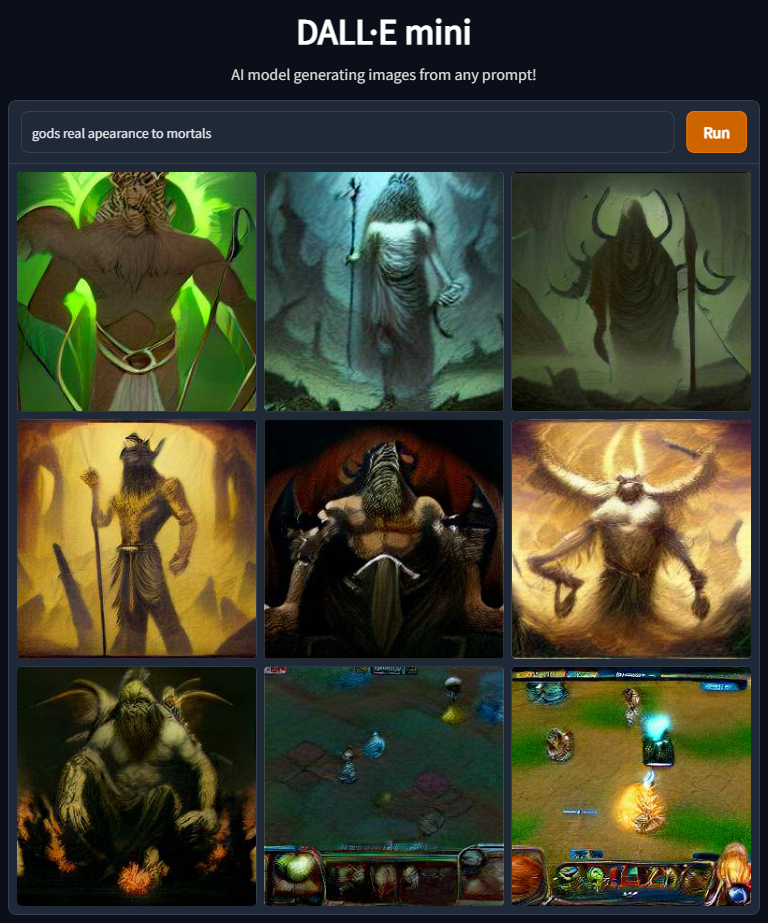 DALL·E mini
AI model generating images from any prompt!
gods real apearance to mortals
Run